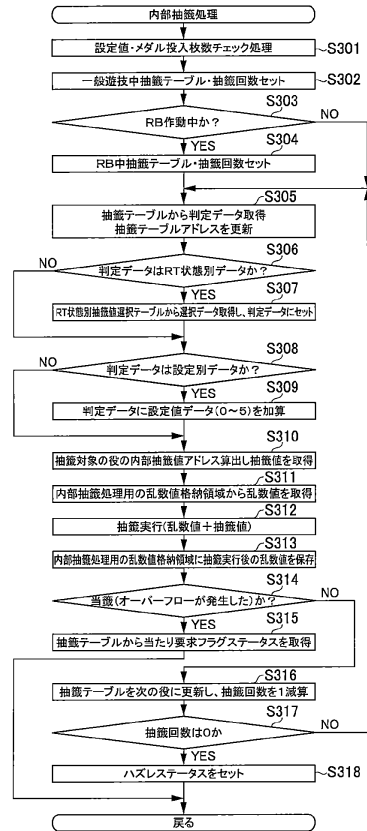 内部抽籤処理
設定値・メダル投入枚数チェック処理
S301
一般遊技中抽籤テーブル・抽籤回数セット
S302
S303
RB作動中か?
NO
YES
S304
RB中抽籤テーブル・抽籤回数セット
S305
抽籤テーブルから判定データ取得
抽籤テーブルアドレスを更新
S306
NO
判定データはRT状態別データか?
YES
S307
RT状態別抽籤値選択テーブルから選択データ取得し、判定データにセット
S308
NO
判定データは設定別データか?
YES
S309
判定データに設定値データ(0~5)を加算
S310
抽籤対象の役の内部抽籤値アドレス算出し抽籤値を取得
S311
内部抽籤処理用の乱数値格納領域から乱数値を取得
S312
抽籤実行(乱数値+抽籤値)
S313
内部抽籤処理用の乱数値格納領域に抽籤実行後の乱数値を保存
S314
当籤(オーバーフローが発生した)か?
NO
YES
S315
抽籤テーブルから当たり要求フラグステータスを取得
S316
抽籤テーブルを次の役に更新し、抽籤回数を1減算
S317
抽籤回数は0か
NO
YES
ハズレステータスをセット
S318
戻る